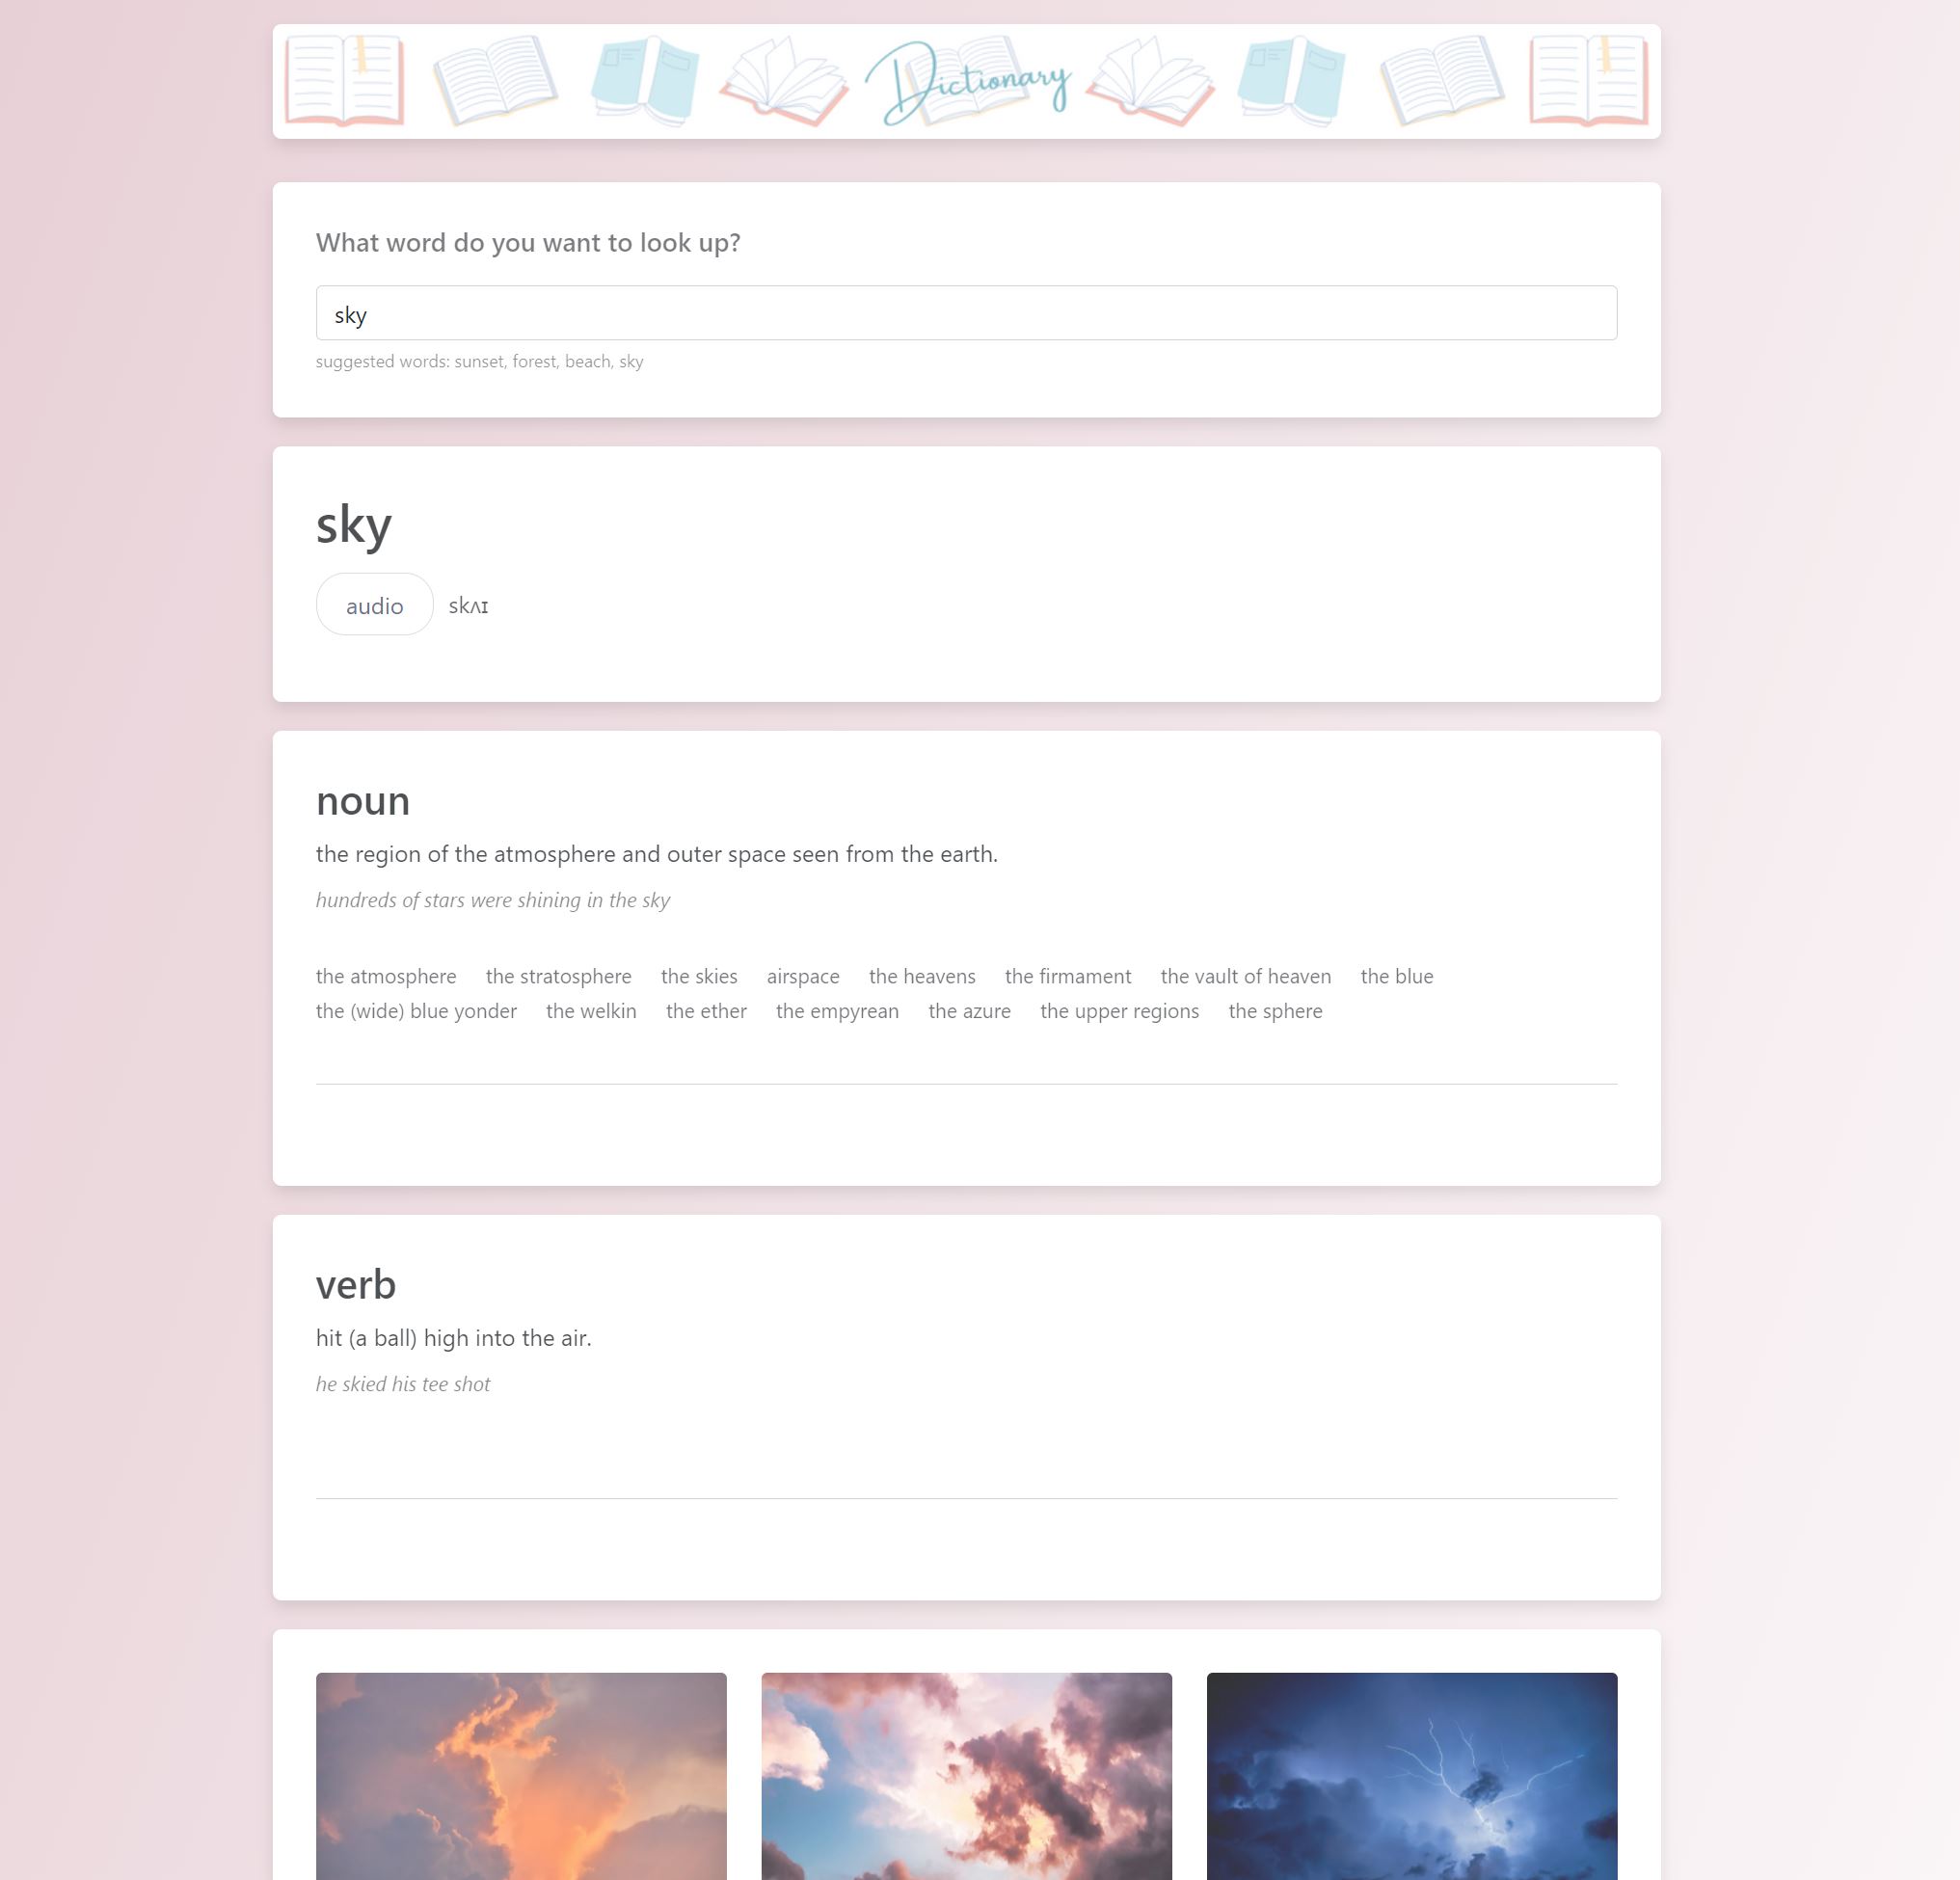 Dictionary
What word do you want to look up?
sky
suggested words: sunset, forest, beach, sky
sky
audio skʌɪ
noun
the region of the atmosphere and outer space seen from the earth.
hundreds of stars were shining in the sky
the atmosphere the stratosphere the skies airspace the heavens the firmament the vault of heaven the blue
the (wide) blue yonder the welkin the ether the empyrean the azure the upper regions the sphere
verb
hit (a ball) high into the air.
he skied his tee shot